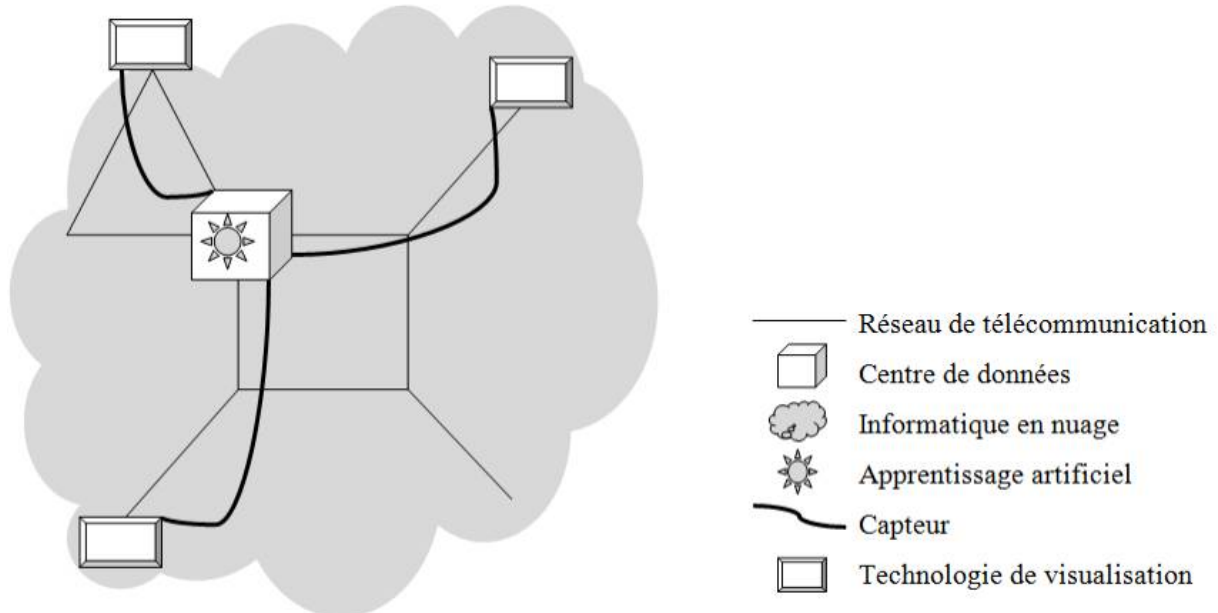 Réseau de télécommunication
Centre de données
Informatique en nuage
Apprentissage artificiel
Capteur
Technologie de visualisation